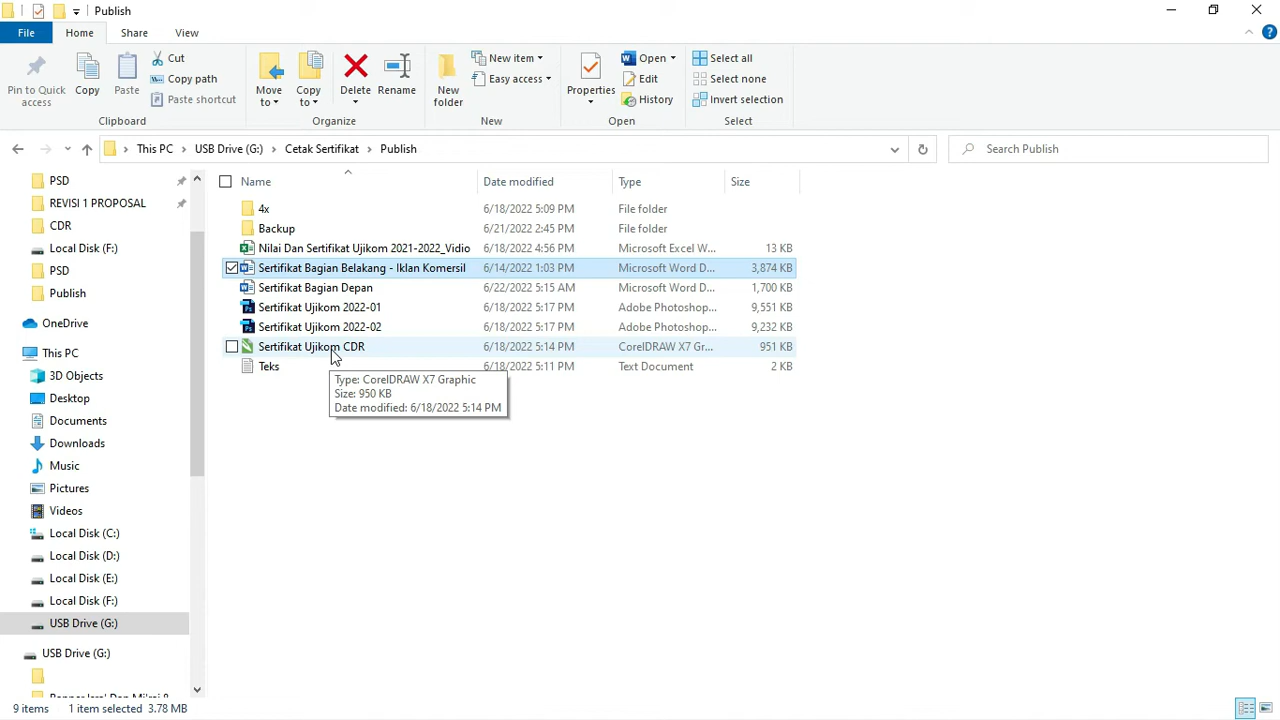 Publish
File Home Share View
Pin to Quick access
Copy
Paste
Cut
Copy path
Paste shortcut
Clipboard
Move to
Copy to
Delete
Rename
Organize
New folder
New item
Easy access
New
Properties
Open
Edit
History
Open
Select all
Select none
Invert selection
Select
This PC USB Drive (G:) Cetak Sertifikat Publish
Search Publish
PSD
REVISI 1 PROPOSAL
CDR
Local Disk (F:)
PSD
Publish
OneDrive
This PC
3D Objects
Desktop
Documents
Downloads
Music
Pictures
Videos
Local Disk (C:)
Local Disk (D:)
Local Disk (E:)
Local Disk (F:)
USB Drive (G:)
USB Drive (G:)
Name Date modified Type Size
4x 6/18/2022 5:09 PM File folder
Backup 6/21/2022 2:45 PM File folder
Nilai Dan Sertifikat Ujikom 2021-2022_Vidio 6/18/2022 4:56 PM Microsoft Excel W... 13 KB
Sertifikat Bagian Belakang - Iklan Komersil 6/14/2022 1:03 PM Microsoft Word D... 3,874 KB
Sertifikat Bagian Depan 6/22/2022 5:15 AM Microsoft Word D... 1,700 KB
Sertifikat Ujikom 2022-01 6/18/2022 5:17 PM Adobe Photoshop... 9,551 KB
Sertifikat Ujikom 2022-02 6/18/2022 5:17 PM Adobe Photoshop... 9,232 KB
Sertifikat Ujikom CDR 6/18/2022 5:14 PM CorelDRAW X7 Gr... 951 KB
Teks 6/18/2022 5:11 PM Text Document 2 KB
Type: CorelDRAW X7 Graphic
Size: 950 KB
Date modified: 6/18/2022 5:14 PM
9 items 1 item selected 3.78 MB